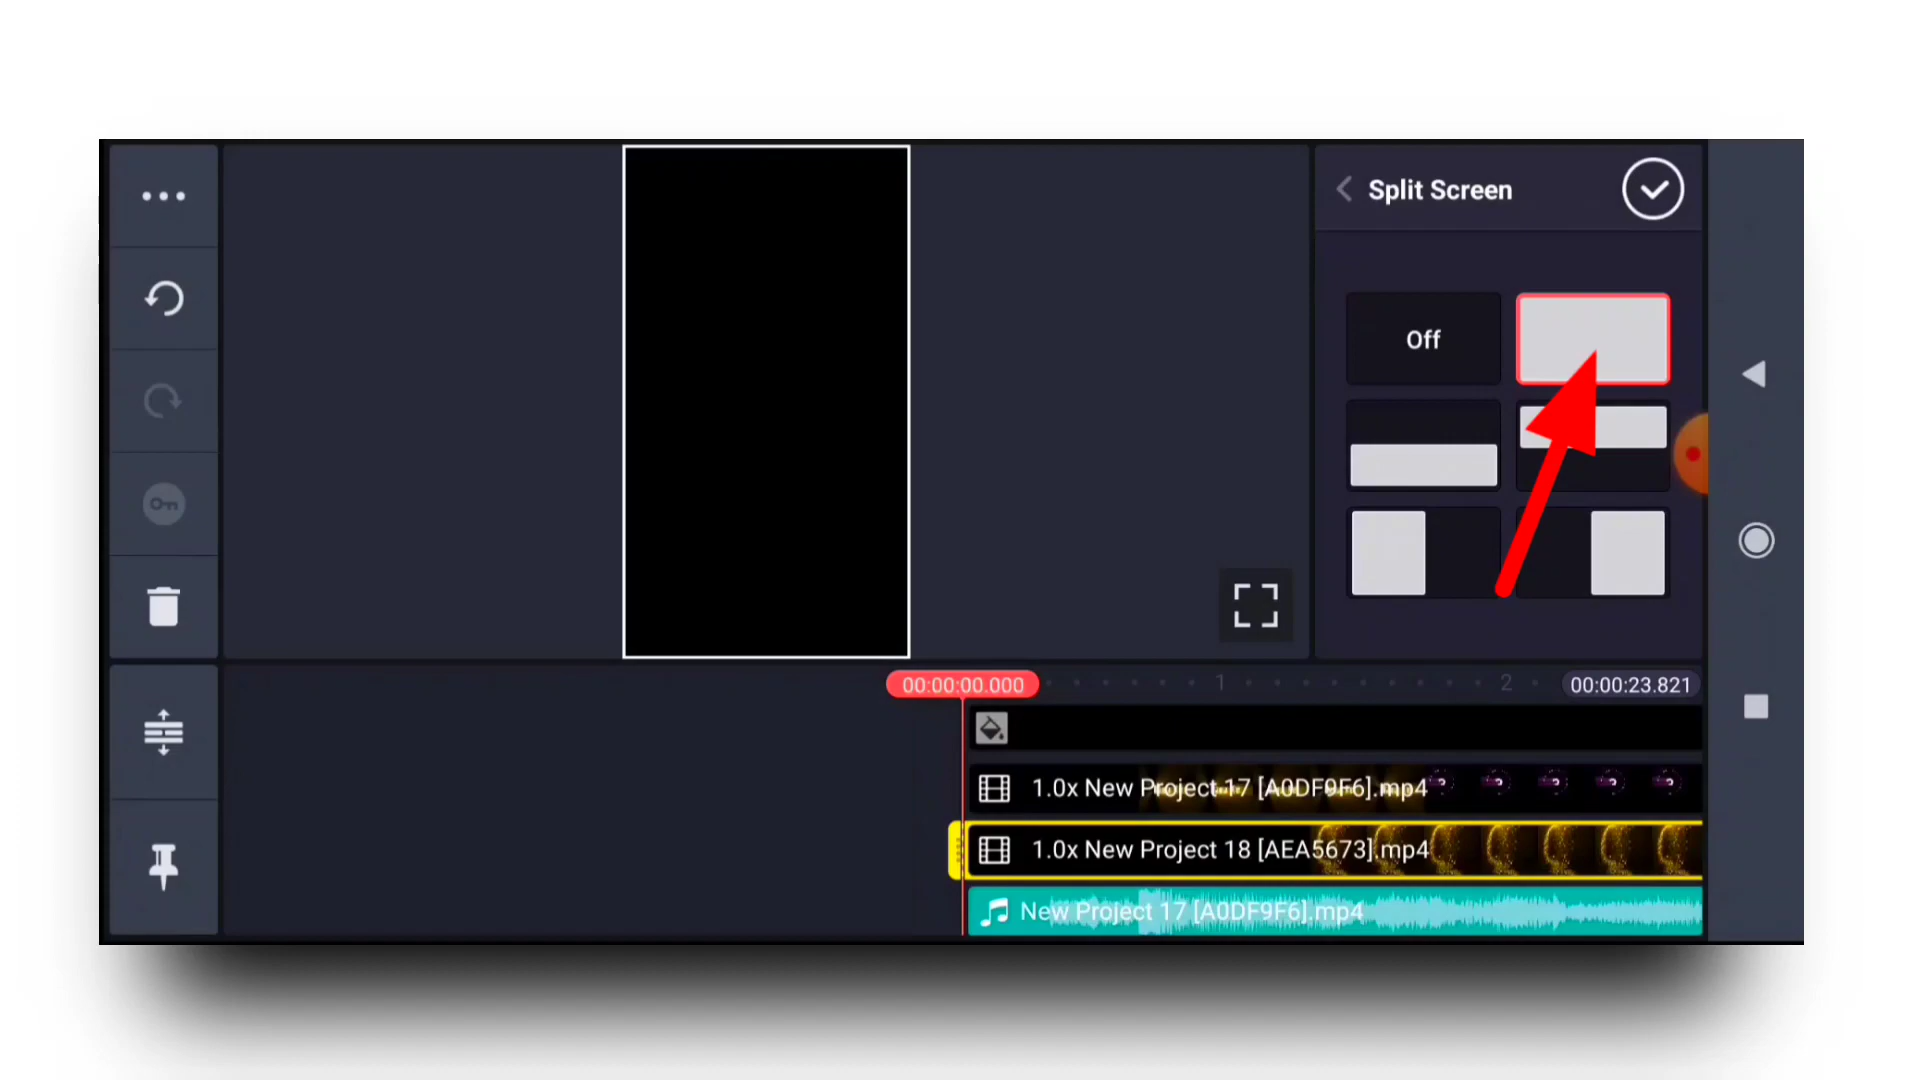 Split Screen
Off
00:00:00.000
1
2
00:00:23.821
1.0x New Project 17 [A0DF9F6].mp4
1.0x New Project 18 [AEA5673].mp4
New Project 17 [A0DF9F6].mp4